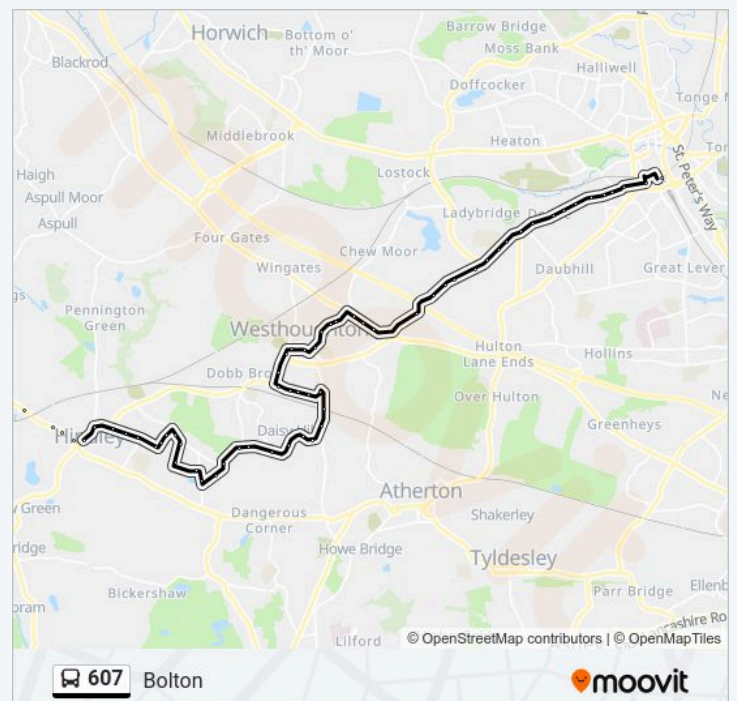 Horwich
Bottom o'
th' Moor
Barrow Bridge
Moss Bank
Blackrod
Halliwell
Doffcocker
Tonge
Middlebrook
Heaton
Haigh
Lostock
St. Peter's Way
Aspull Moor
Aspull
Ladybridge
Four Gates
Chew Moor
Wingates
Daubhill
Great Lever
Pennington
Green
Westhoughton
Hulton
Lane Ends
Hollins
Dobb Bro
Over Hulton
Greenheys
Hindley
Daisy
Atherton
Green
Dangerous
Corner
Shakerley
Howe Bridge
Tyldesley
Bickershaw
Parr Bridge
Lilford
© OpenStreetMap contributors | © OpenMapTiles
607 Bolton
moovit